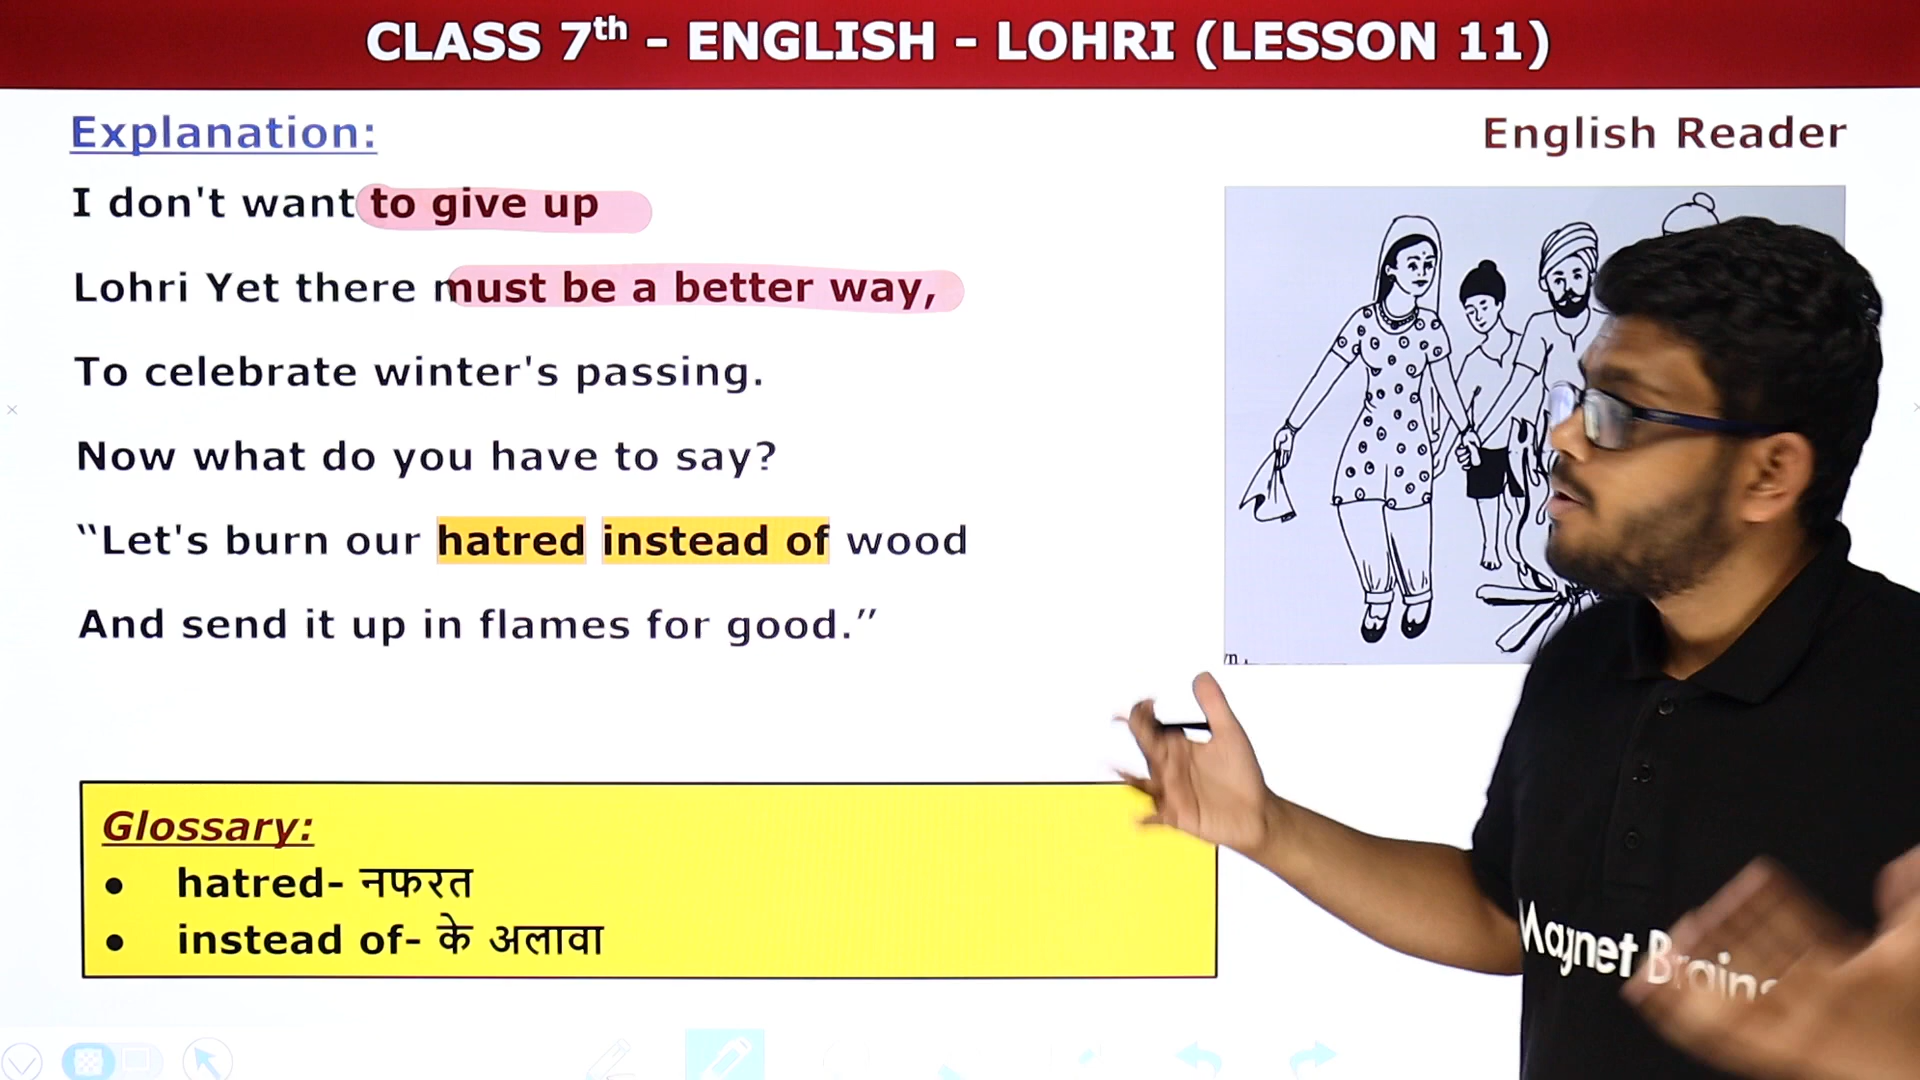 CLASS 7th - ENGLISH - LOHRI (LESSON 11)
Explanation:
English Reader
I don't want to give up
Lohri Yet there must be a better way,
To celebrate winter's passing.
Now what do you have to say?
“Let's burn our hatred instead of wood
And send it up in flames for good.”
Glossary:
• hatred- नफरत
• instead of- के अलावा
Magnet Brains